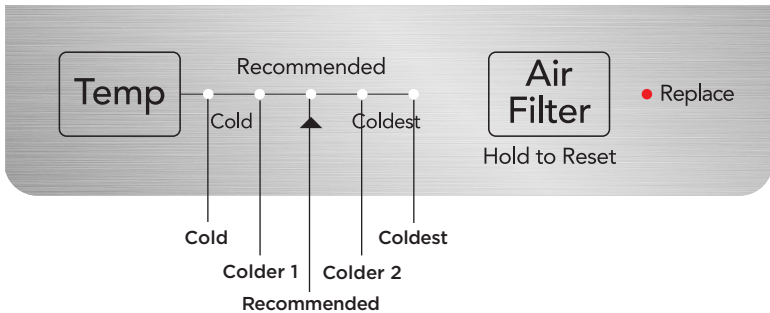 Temp
Recommended
Cold
Coldest
Air
Filter
Hold to Reset
Replace
Cold
Coldest
Colder 1
Colder 2
Recommended